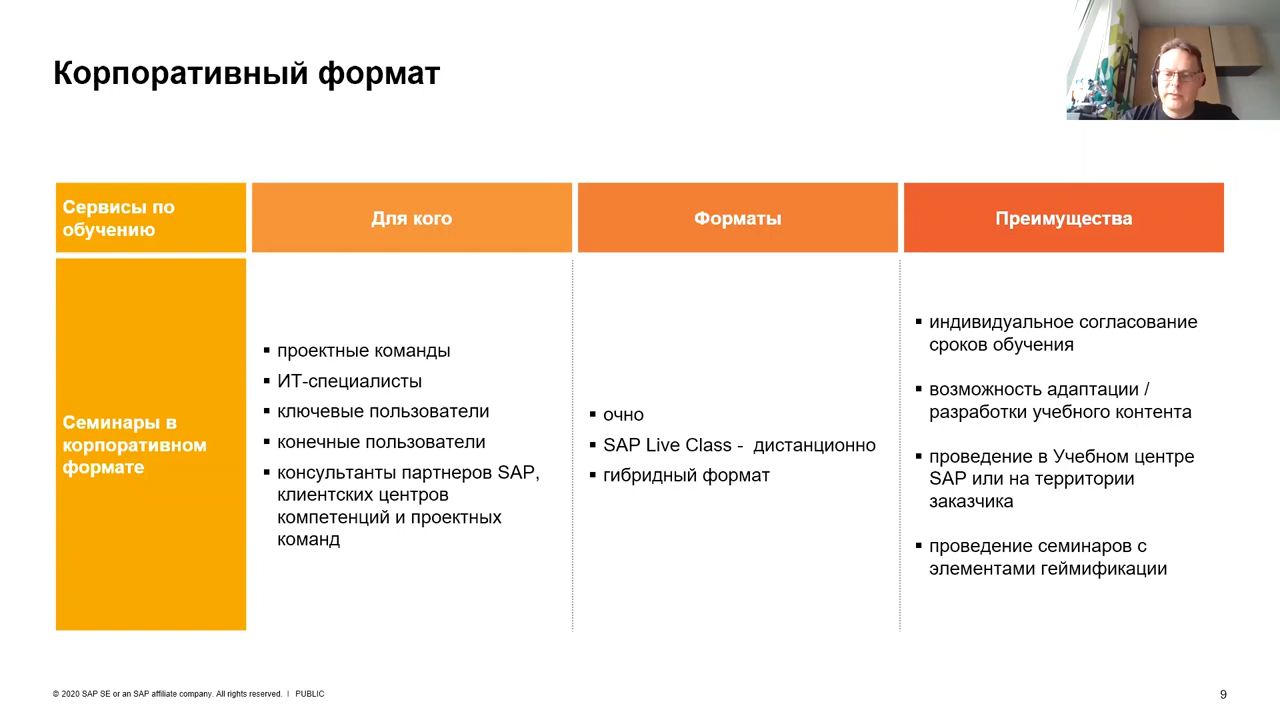 Корпоративный формат
Сервисы по
обучению
Для кого
Форматы
Преимущества
Семинары в
корпоративном
формате
▪ проектные команды
▪ ИТ-специалисты
▪ ключевые пользователи
▪ конечные пользователи
▪ консультанты партнеров SAP,
клиентских центров
компетенций и проектных
команд
▪ очно
▪ SAP Live Class - дистанционно
▪ гибридный формат
▪ индивидуальное согласование
сроков обучения
▪ возможность адаптации /
разработки учебного контента
▪ проведение в Учебном центре
SAP или на территории
заказчика
▪ проведение семинаров с
элементами геймификации
© 2020 SAP SE or an SAP affiliate company. All rights reserved. | PUBLIC
9